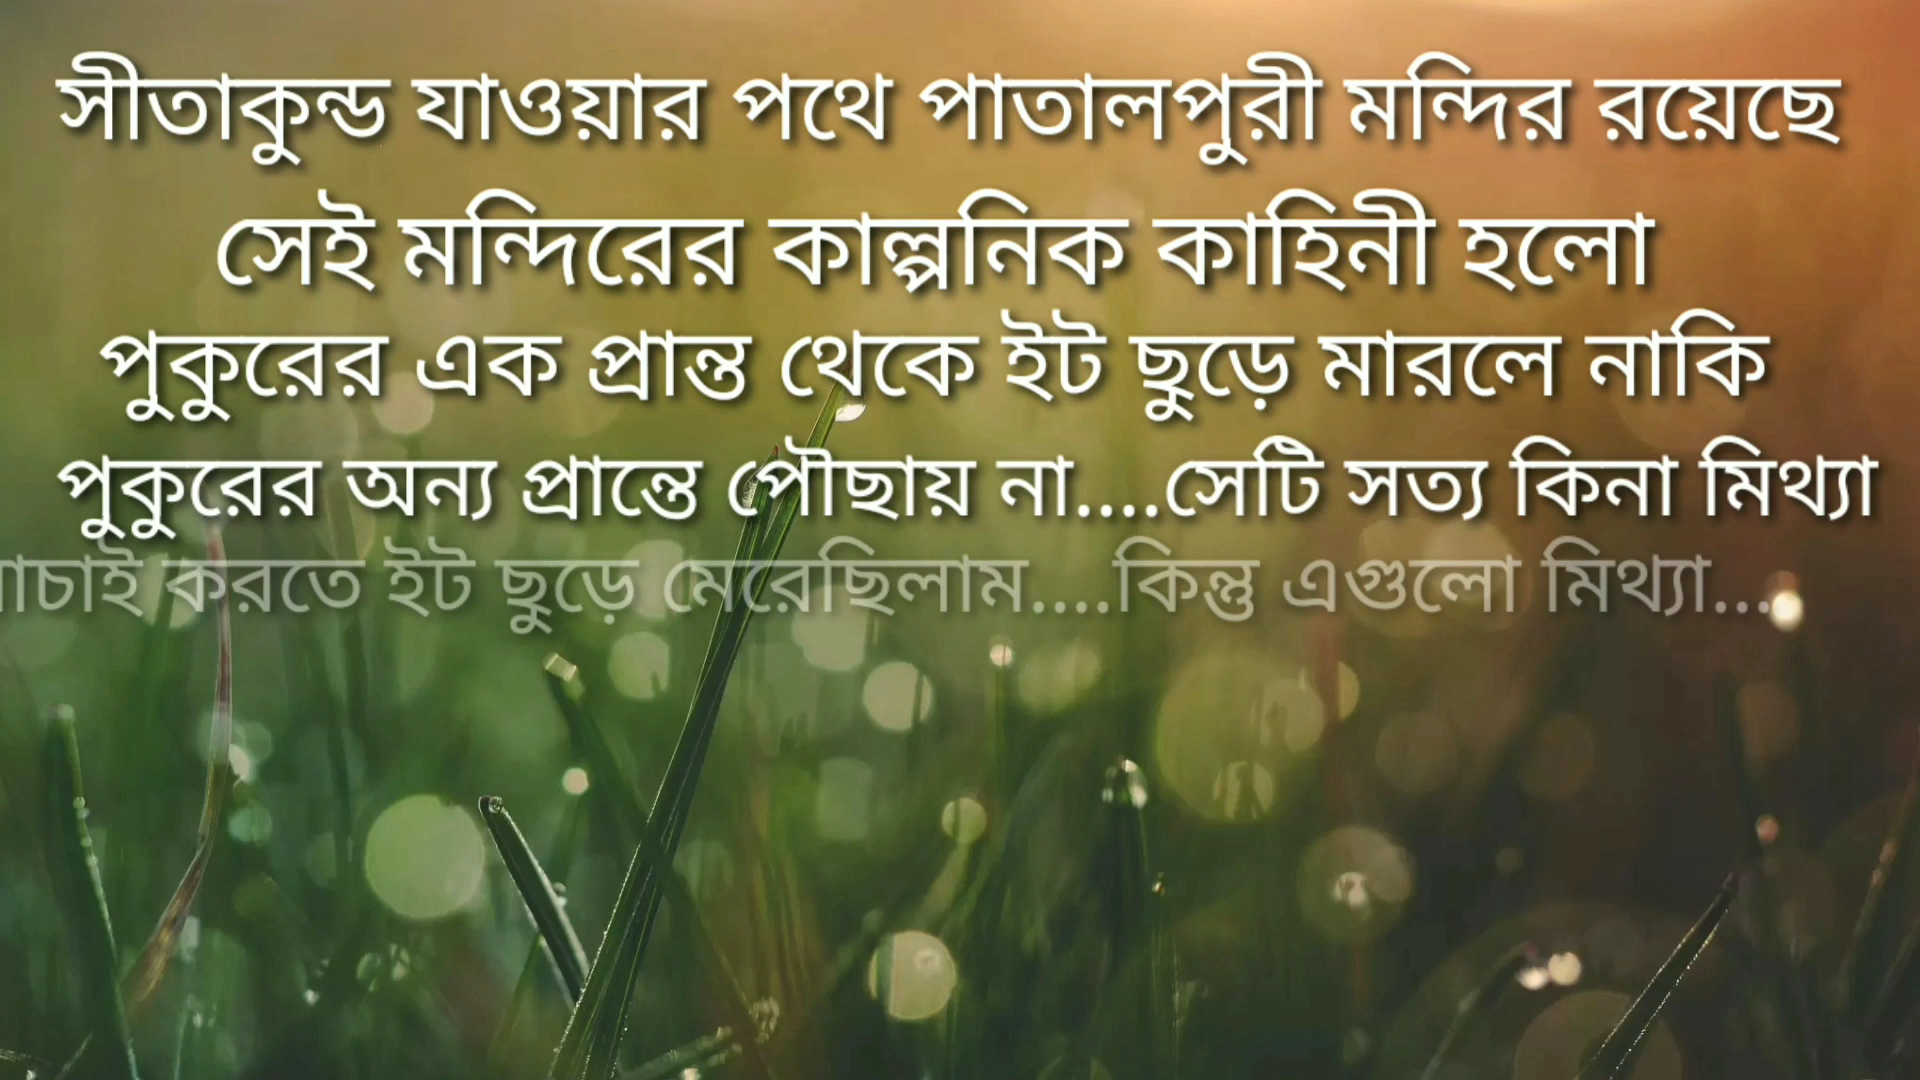 সীতাকুন্ড যাওয়ার পথে পাতালপুরী মন্দির রয়েছে
সেই মন্দিরের কাল্পনিক কাহিনী হলো
পুকুরের এক প্রান্ত থেকে ইট ছুড়ে মারলে নাকি
পুকুরের অন্য প্রান্তে পৌছায় না....সেটি সত্য কিনা মিথ্যা
করতে ইট ছুড়ে মেরেছিলাম....কিন্তু এগুলো মিথ্যা...